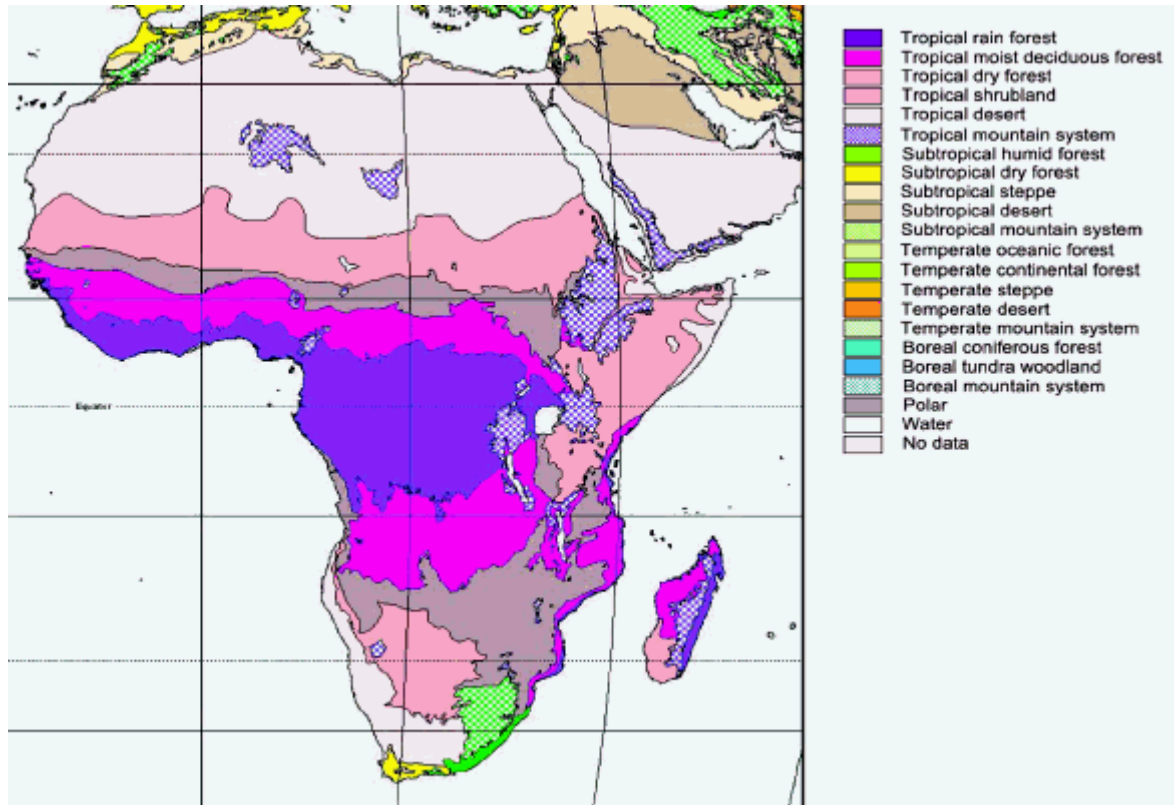 Tropical rain forest
Tropical moist deciduous forest
Tropical dry forest
Tropical shrubland
Tropical desert
Tropical mountain system
Subtropical humid forest
Subtropical dry forest
Subtropical steppe
Subtropical desert
Subtropical mountain system
Temperate oceanic forest
Temperate continental forest
Temperate steppe
Temperate desert
Temperate mountain system
Boreal coniferous forest
Boreal tundra woodland
Boreal mountain system
Polar
Water
No data
Equator